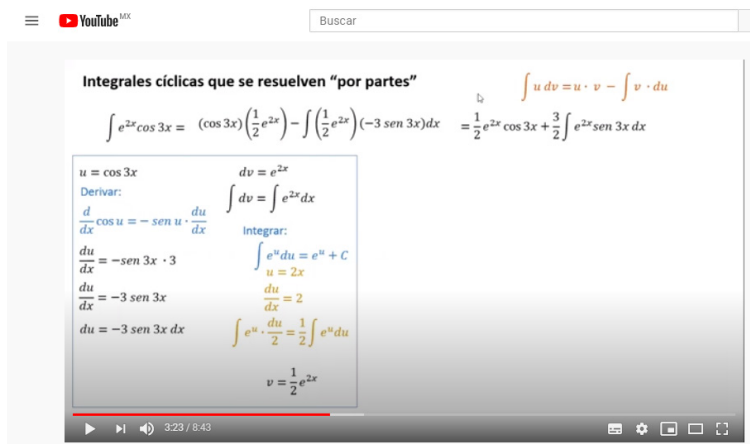 YouTube MX
Buscar
Integrales cíclicas que se resuelven “por partes”
∫ u dv = u · v − ∫ v · du
∫ e^{2x} cos 3x = (cos 3x)(1/2 e^{2x}) − ∫ (1/2 e^{2x})(−3 sen 3x)dx = 1/2 e^{2x} cos 3x + 3/2 ∫ e^{2x} sen 3x dx
u = cos 3x
Derivar:
d/dx cos u = − sen u · du/dx
du/dx = −sen 3x · 3
du/dx = −3 sen 3x
du = −3 sen 3x dx
dv = e^{2x}
∫ dv = ∫ e^{2x} dx
Integrar:
∫ e^u du = e^u + C
u = 2x
du/dx = 2
∫ e^u · du/2 = 1/2 ∫ e^u du
v = 1/2 e^{2x}
3:23 / 8:43